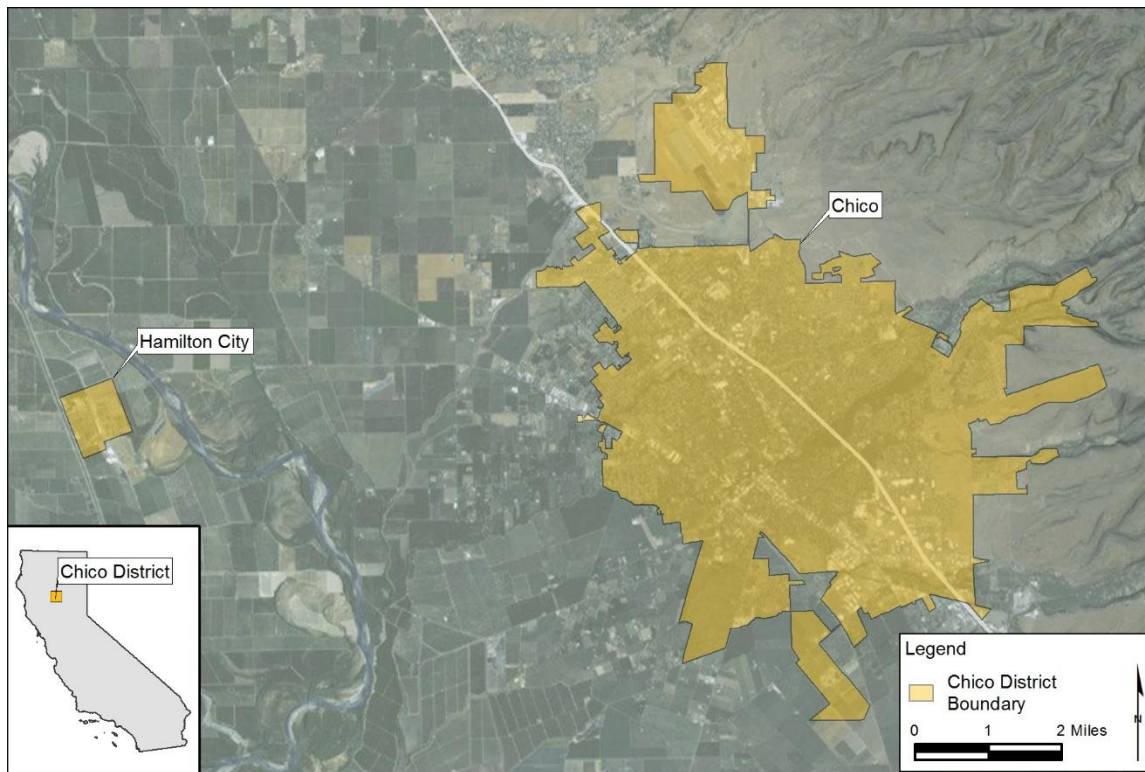 Chico
Hamilton City
Chico District
Legend
Chico District
Boundary
0 1 2 Miles
N